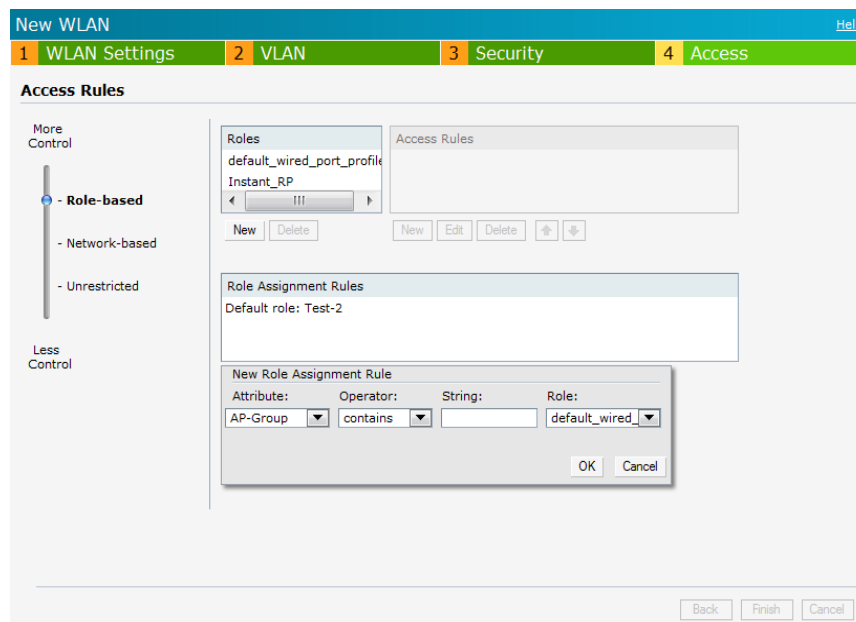 New WLAN
Hel
1 WLAN Settings
2 VLAN
3 Security
4 Access
Access Rules
More
Control
- Role-based
- Network-based
- Unrestricted
Less
Control
Roles
default_wired_port_profile
Instant_RP
New
Delete
Access Rules
New
Edit
Delete
Role Assignment Rules
Default role: Test-2
New Role Assignment Rule
Attribute:
Operator:
String:
Role:
AP-Group
contains
default_wired_
OK
Cancel
Back
Finish
Cancel